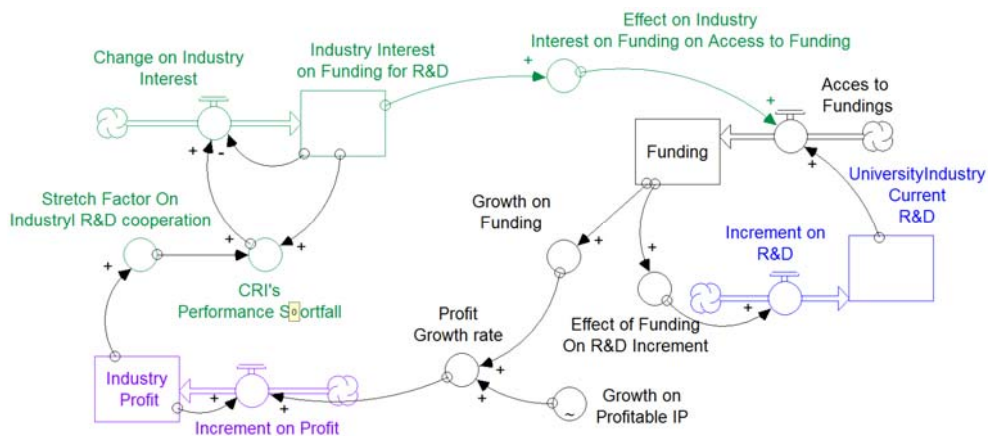 Effect on Industry
Interest on Funding on Access to Funding
Change on Industry
Interest
Industry Interest
on Funding for R&D
+
+
Acces to
Fundings
+
-
Funding
+
UniversityIndustry
Current
R&D
Stretch Factor On
IndustryI R&D cooperation
Growth on
Funding
Increment on
R&D
+
+
+
+
+
CRI's
Performance S ortfall
+
Profit
Growth rate
Effect of Funding
On R&D Increment
+
+
Industry
Profit
+
+
+
~
Growth on
Profitable IP
Increment on Profit